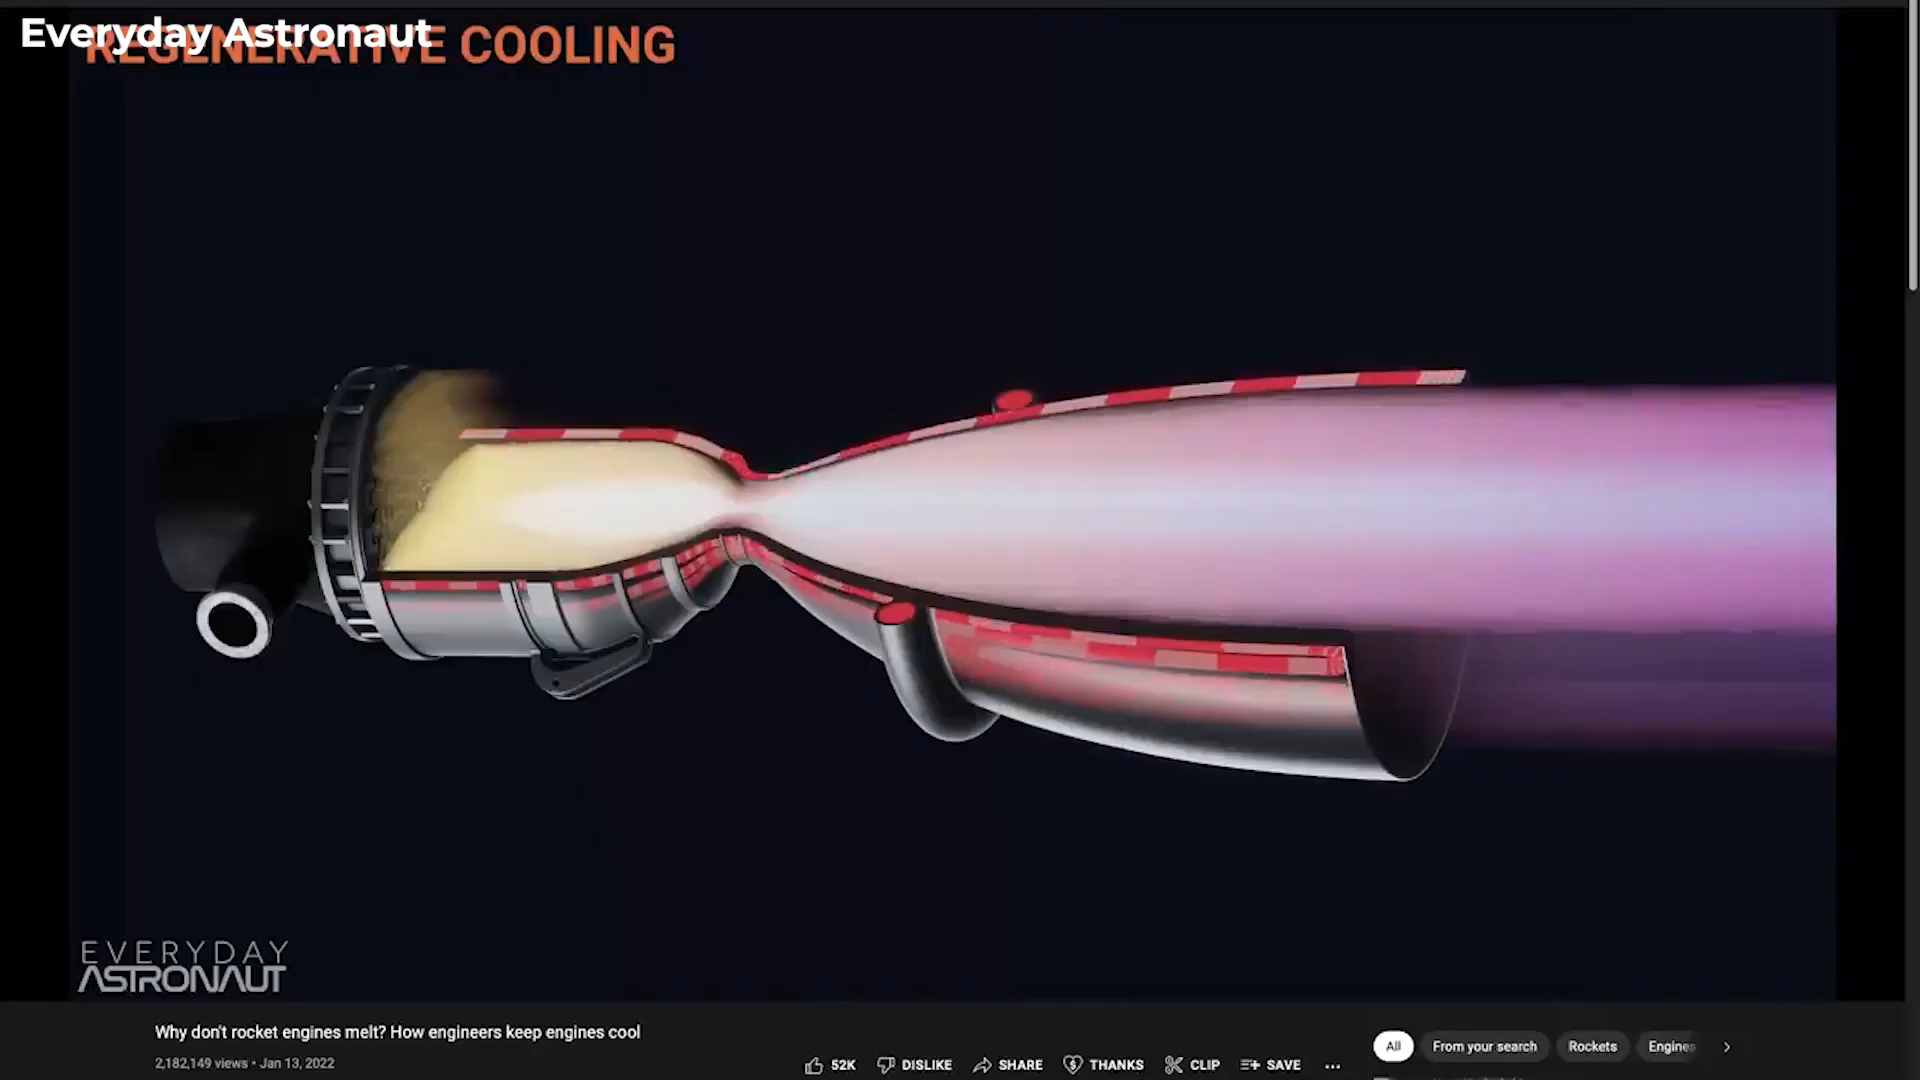 Everyday Astronaut
REGENERATIVE COOLING
EVERYDAY
ASTRONAUT
Why don't rocket engines melt? How engineers keep engines cool
2,182,149 views • Jan 13, 2022
52K
DISLIKE
SHARE
THANKS
CLIP
SAVE
All
From your search
Rockets
Engines